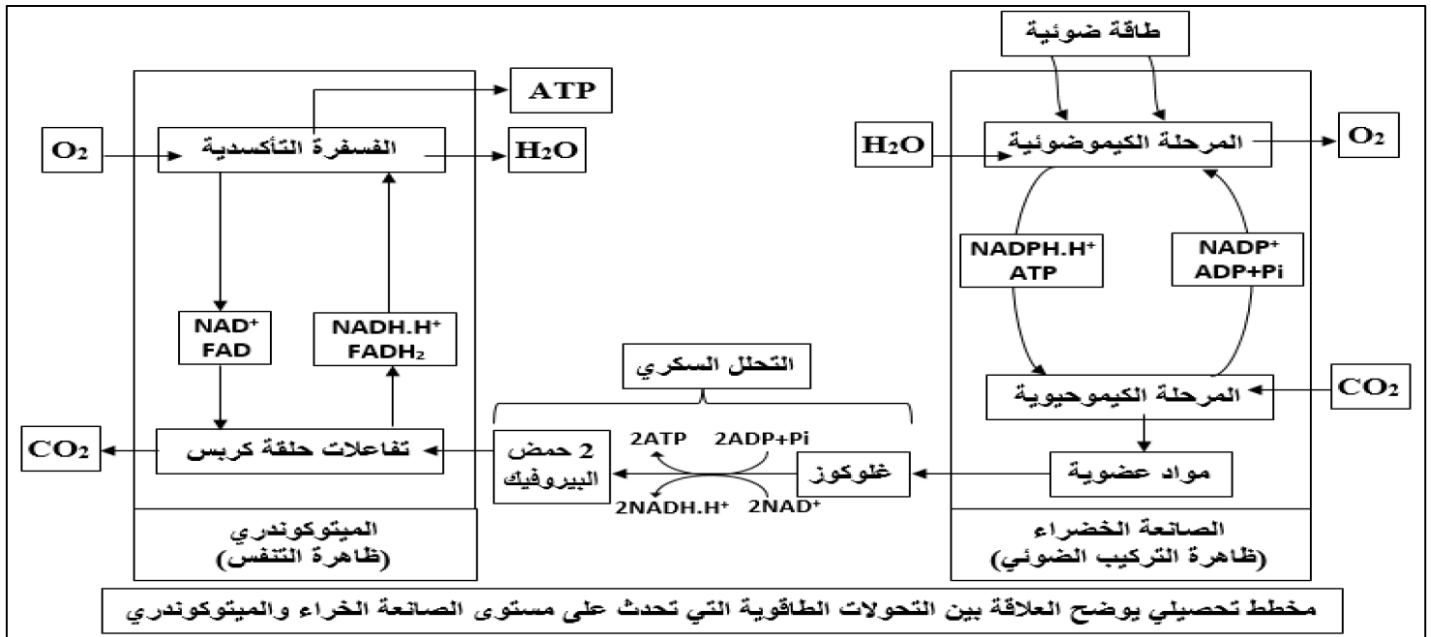 طاقة ضوئية
المرحلة الكيموضوئية
H₂O
O₂
NADPH.H⁺
ATP
NADP⁺
ADP+Pi
المرحلة الكيموحيوية
CO₂
مواد عضوية
الصانعة الخضراء
(ظاهرة التركيب الضوئي)
التحلل السكري
غلوكوز
2ATP
2ADP+Pi
2NADH.H⁺
2NAD⁺
2 حمض
البيروفيك
ATP
الفسفرة التأكسدية
O₂
H₂O
NAD⁺
FAD
NADH.H⁺
FADH₂
تفاعلات حلقة كربس
CO₂
الميتوكوندري
(ظاهرة التنفس)
مخطط تحصيلي يوضح العلاقة بين التحولات الطاقوية التي تحدث على مستوى الصانعة الخراء والميتوكوندري